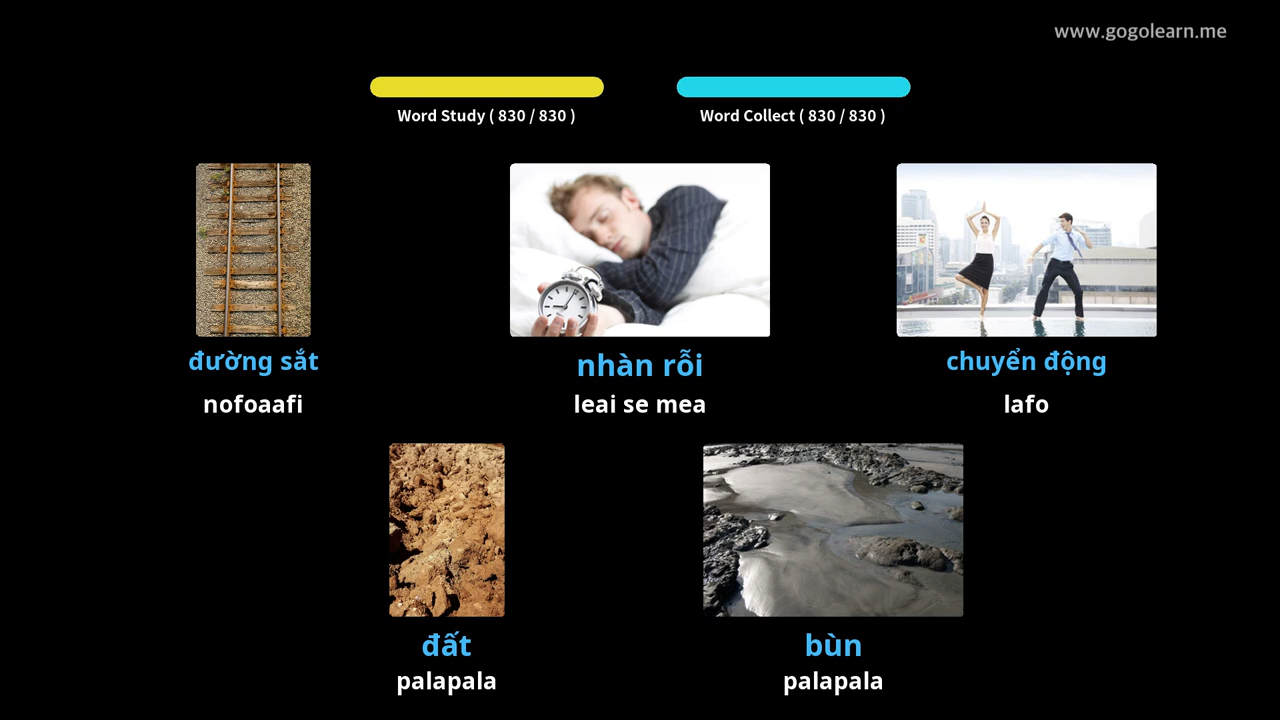 www.gogolearn.me
Word Study ( 830 / 830 )
Word Collect ( 830 / 830 )
đường sắt
nofoaafi
nhàn rỗi
leai se mea
chuyển động
lafo
đất
palapala
bùn
palapala